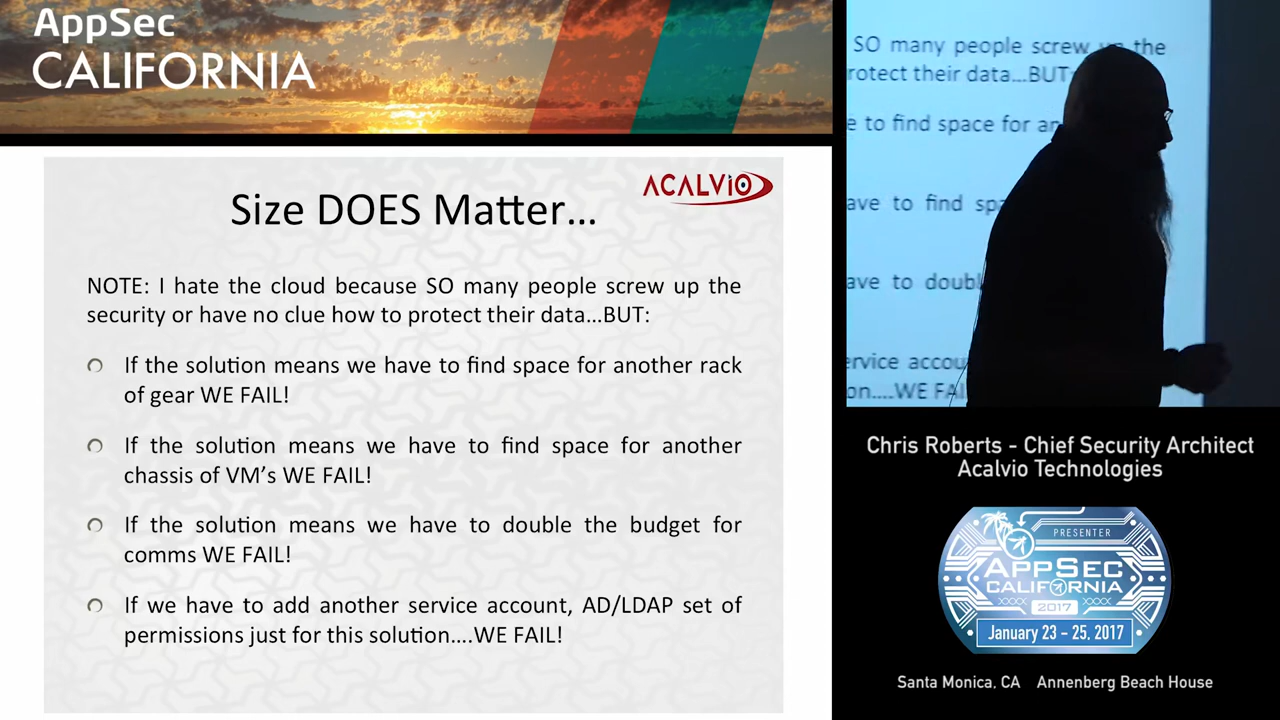 AppSec
CALIFORNIA
ACALVIO
Size DOES Matter...
NOTE: I hate the cloud because SO many people screw up the
security or have no clue how to protect their data...BUT:
If the solution means we have to find space for another rack
of gear WE FAIL!
If the solution means we have to find space for another
chassis of VM's WE FAIL!
If the solution means we have to double the budget for
comms WE FAIL!
If we have to add another service account, AD/LDAP set of
permissions just for this solution....WE FAIL!
SO many people screw up the
rotect their data...BUT:
e to find space for an
ave to find spa
ave to doubl
ervice accou
on....WE FAI
Chris Roberts - Chief Security Architect
Acalvio Technologies
PRESENTER
APPSEC
CALIFORNIA
XXXX 2017 XXXX
January 23 - 25, 2017
Santa Monica, CA Annenberg Beach House